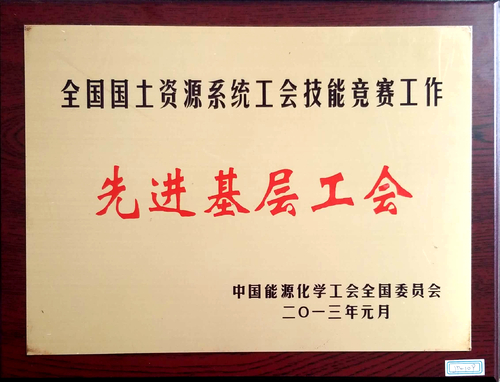 全国国土资源系统工会技能竞赛工作
先进基层工会
中国能源化学工会全国委员会
二〇一三年元月